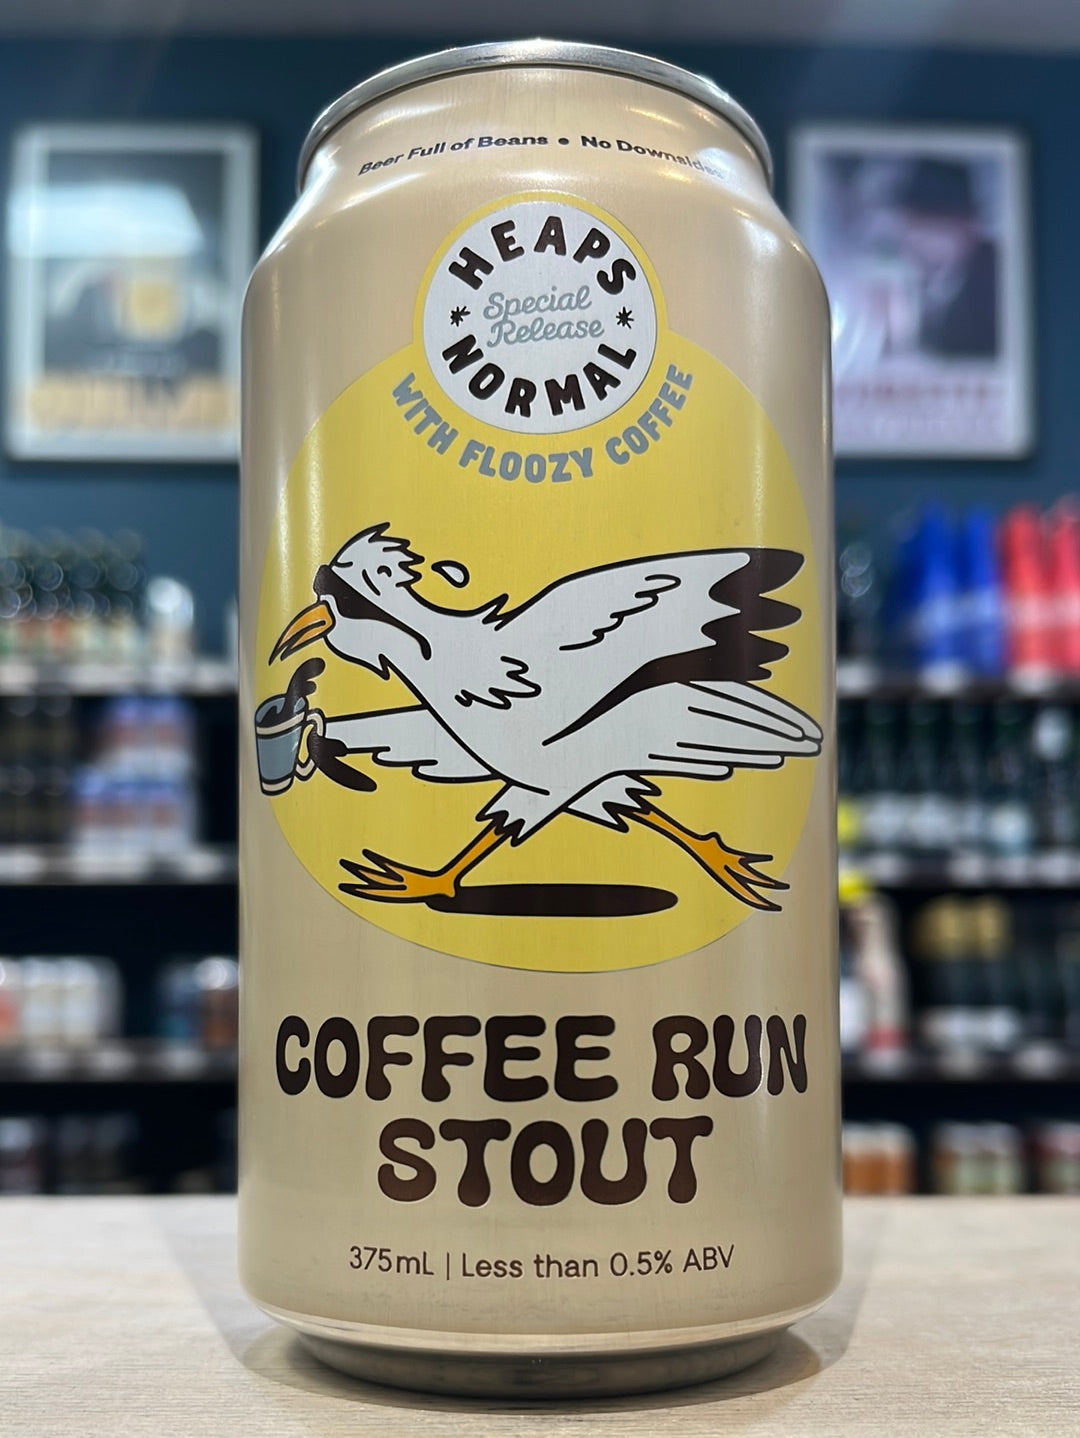 Beer Full of Beans • No Downsides
HEAPS
Special
Release
NORMAL
WITH FLOOZY COFFEE
COFFEE RUN
STOUT
375mL | Less than 0.5% ABV